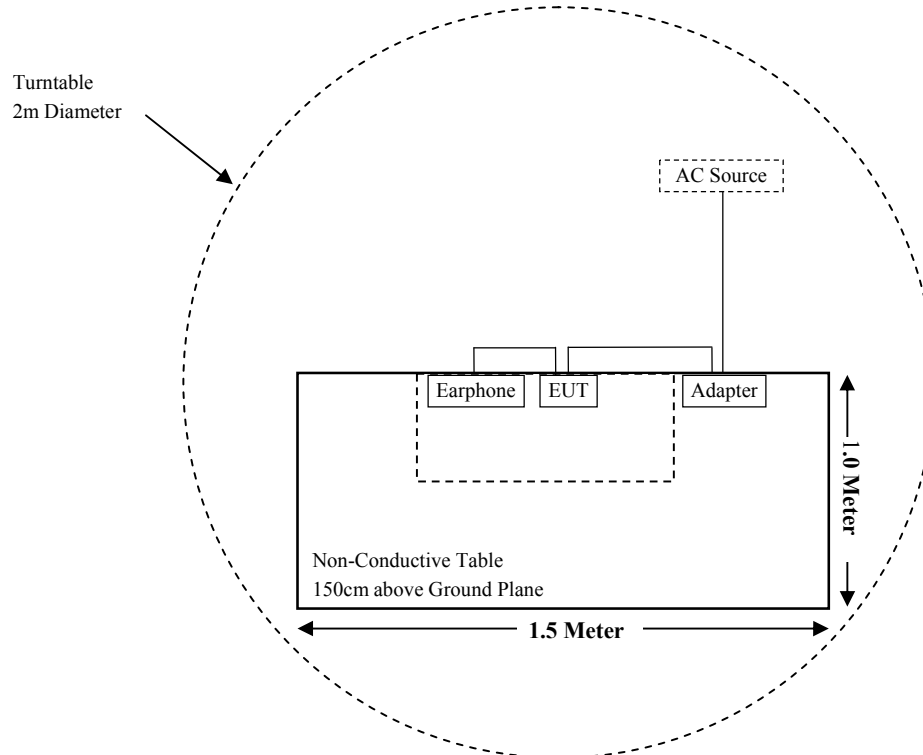 Turntable
2m Diameter
AC Source
Earphone
EUT
Adapter
1.0 Meter
Non-Conductive Table
150cm above Ground Plane
1.5 Meter